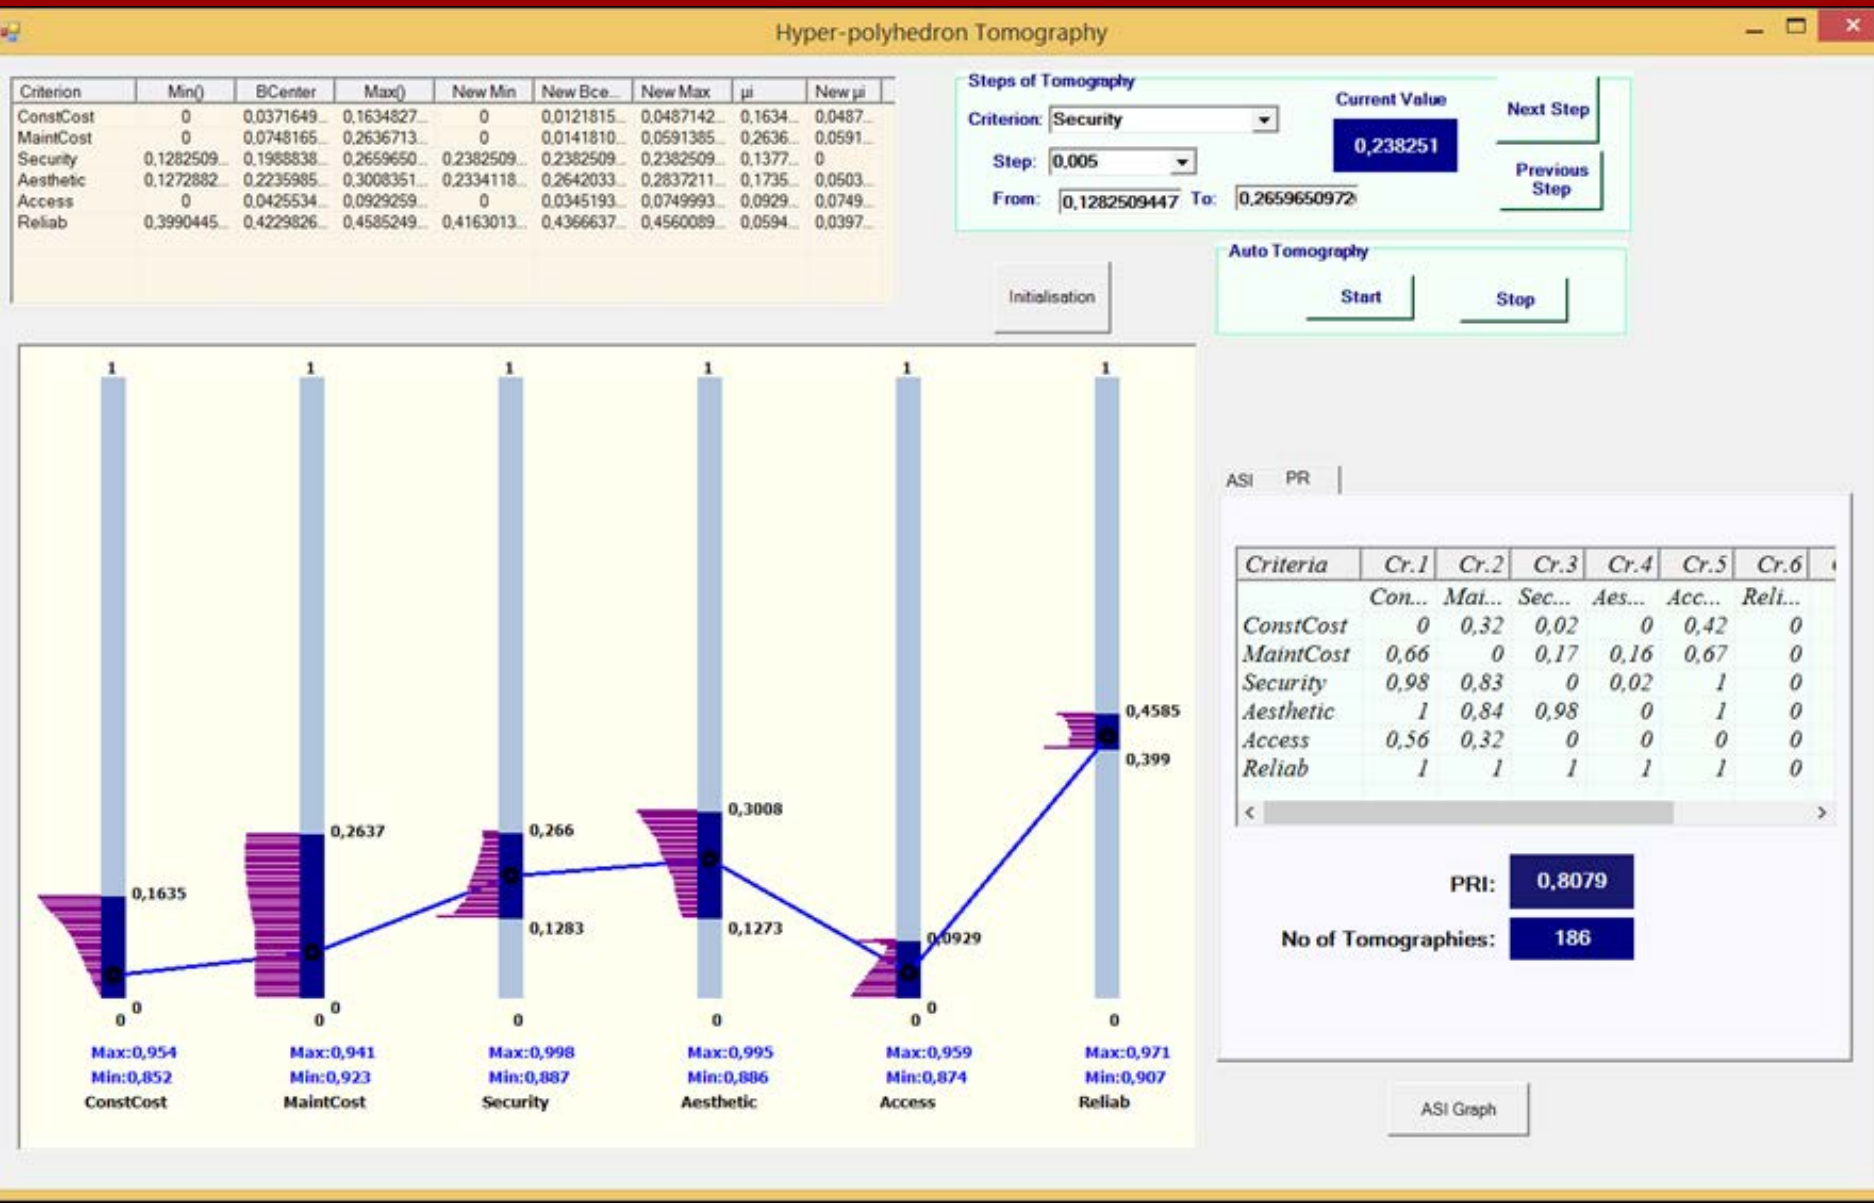 Hyper-polyhedron Tomography
Criterion Min() BCenter Max() New Min New Bce... New Max μi New μi
ConstCost 0 0,0371649... 0,1634827... 0 0,0121815... 0,0487142... 0,1634... 0,0487...
MaintCost 0 0,0748165... 0,2636713... 0 0,0141810... 0,0591385... 0,2636... 0,0591...
Security 0,1282509... 0,1988838... 0,2659650... 0,2382509... 0,2382509... 0,2382509... 0,1377... 0
Aesthetic 0,1272882... 0,2235985... 0,3008351... 0,2334118... 0,2642033... 0,2837211... 0,1735... 0,0503...
Access 0 0,0425534... 0,0929259... 0 0,0345193... 0,0749993... 0,0929... 0,0749...
Reliab 0,3990445... 0,4229826... 0,4585249... 0,4163013... 0,4366637... 0,4560089... 0,0594... 0,0397...
Steps of Tomography
Criterion: Security
Step: 0,005
From: 0,1282509447 To: 0,2659650972
Current Value
0,238251
Next Step
Previous
Step
Initialisation
Auto Tomography
Start Stop
1 1 1 1 1 1
0,4585
0,399
0,3008
0,2637 0,266
0,1635
0,1283 0,1273
0,0929
0 0 0
0 0 0 0 0 0
Max:0,954 Max:0,941 Max:0,998 Max:0,995 Max:0,959 Max:0,971
Min:0,852 Min:0,923 Min:0,887 Min:0,886 Min:0,874 Min:0,907
ConstCost MaintCost Security Aesthetic Access Reliab
ASI PR
Criteria Cr.1 Cr.2 Cr.3 Cr.4 Cr.5 Cr.6
Con... Mai... Sec... Aes... Acc... Reli...
ConstCost 0 0,32 0,02 0 0,42 0
MaintCost 0,66 0 0,17 0,16 0,67 0
Security 0,98 0,83 0 0,02 1 0
Aesthetic 1 0,84 0,98 0 1 0
Access 0,56 0,32 0 0 0 0
Reliab 1 1 1 1 1 0
PRI: 0,8079
No of Tomographies: 186
ASI Graph